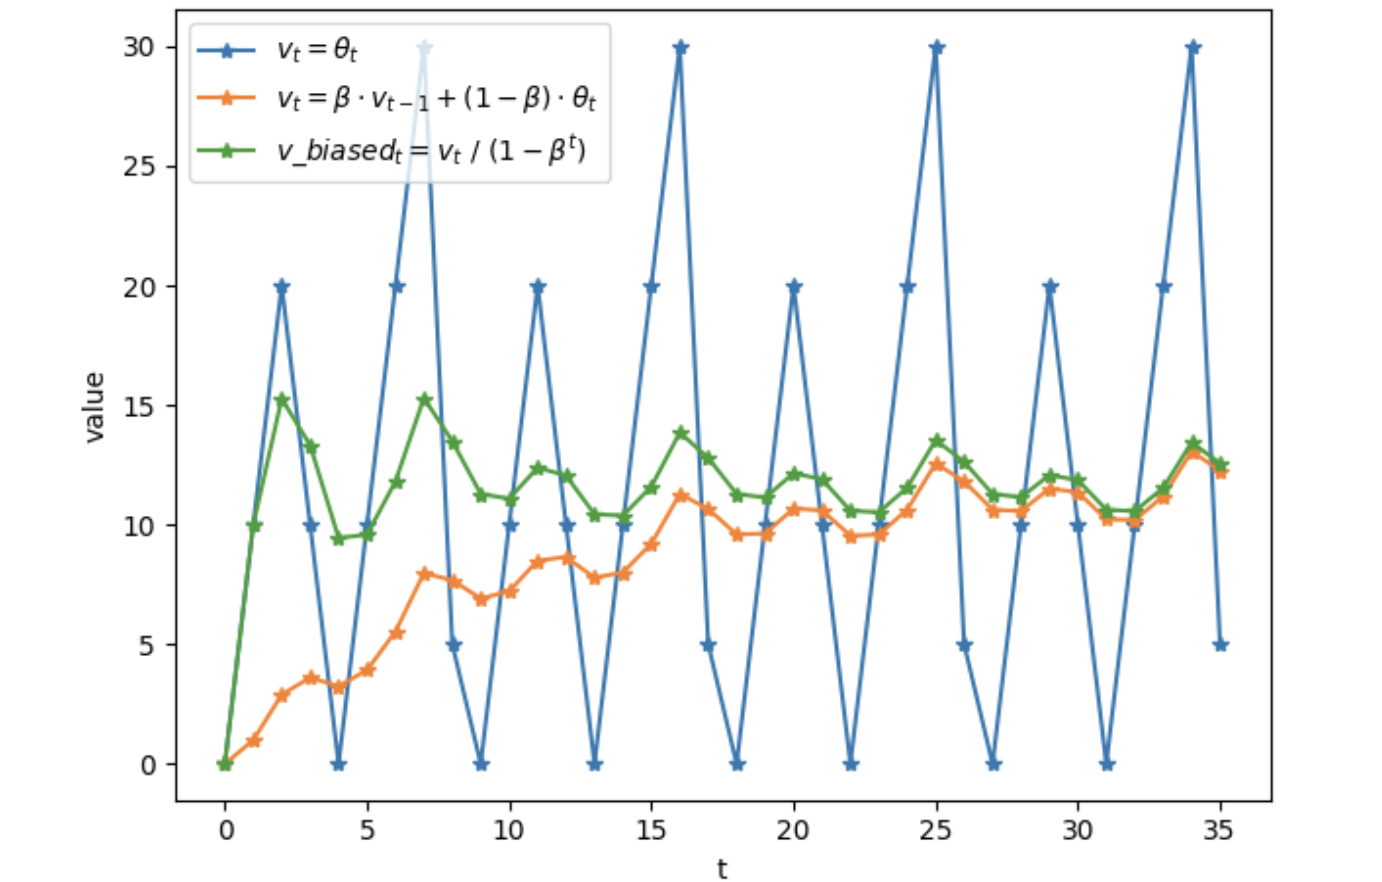 v_t = θ_t
v_t = β · v_{t−1} + (1 − β) · θ_t
v_biased_t = v_t / (1 − β^t)
30
25
20
15
10
5
0
value
0 5 10 15 20 25 30 35
t